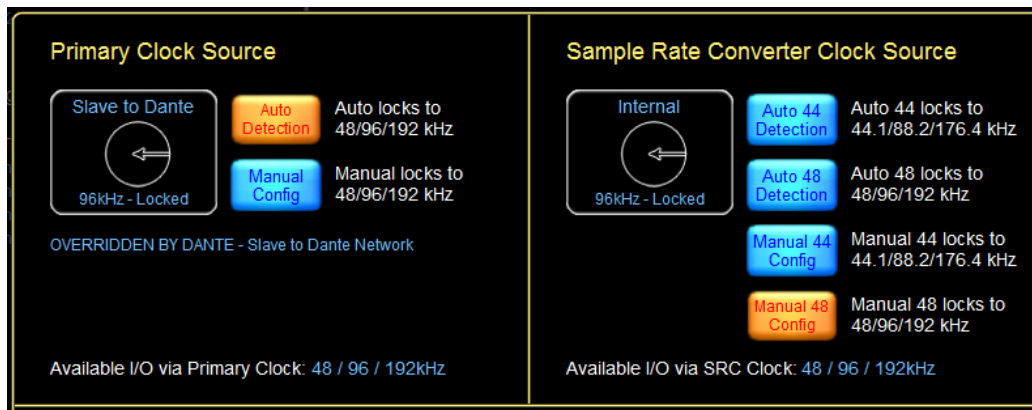 Primary Clock Source
Slave to Dante
96kHz - Locked
Auto
Detection
Auto locks to
48/96/192 kHz
Manual
Config
Manual locks to
48/96/192 kHz
OVERRIDDEN BY DANTE - Slave to Dante Network
Available I/O via Primary Clock: 48 / 96 / 192kHz
Sample Rate Converter Clock Source
Internal
96kHz - Locked
Auto 44
Detection
Auto 44 locks to
44.1/88.2/176.4 kHz
Auto 48
Detection
Auto 48 locks to
48/96/192 kHz
Manual 44
Config
Manual 44 locks to
44.1/88.2/176.4 kHz
Manual 48
Config
Manual 48 locks to
48/96/192 kHz
Available I/O via SRC Clock: 48 / 96 / 192kHz